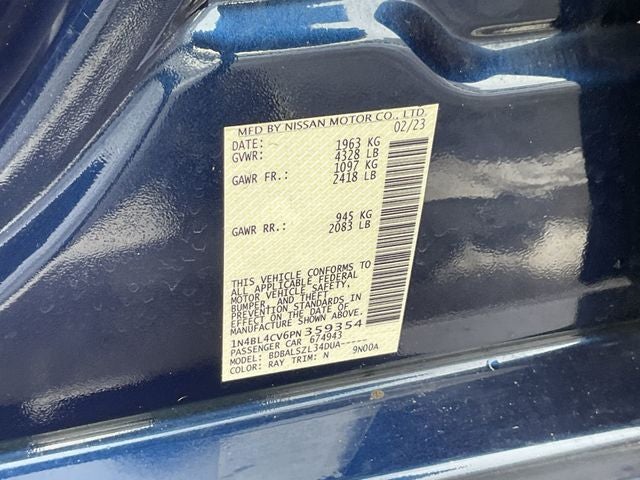 MFD BY NISSAN MOTOR CO., LTD.
DATE: 02/23
GVWR: 1963 KG
4328 LB
GAWR FR.: 1097 KG
2418 LB
GAWR RR.: 945 KG
2083 LB
THIS VEHICLE CONFORMS TO
ALL APPLICABLE FEDERAL
MOTOR VEHICLE SAFETY,
BUMPER, AND THEFT
PREVENTION STANDARDS IN
EFFECT ON THE DATE OF
MANUFACTURE SHOWN ABOVE.
1N4BL4CV6PN359354
PASSENGER CAR 674943
MODEL: BDBALSZL34DUA-----
COLOR: RAY TRIM: N 9N00A